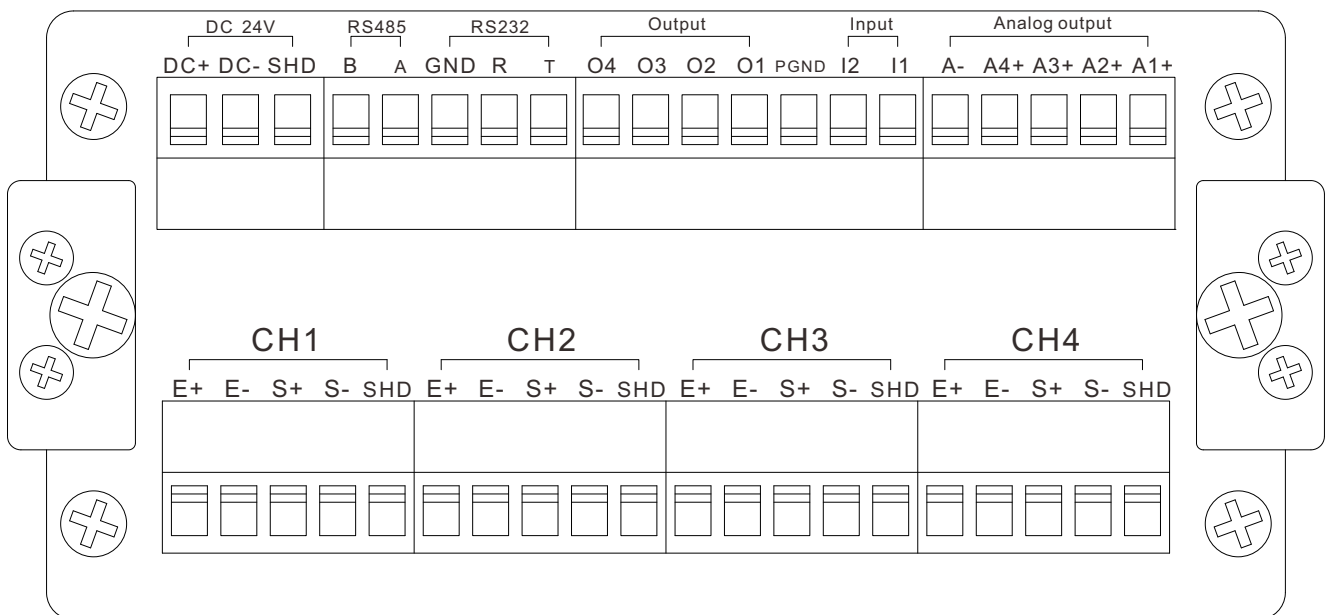 DC 24V RS485 RS232 Output Input Analog output
DC+ DC- SHD B A GND R T O4 O3 O2 O1 PGND I2 I1 A- A4+ A3+ A2+ A1+
CH1 CH2 CH3 CH4
E+ E- S+ S- SHD E+ E- S+ S- SHD E+ E- S+ S- SHD E+ E- S+ S- SHD